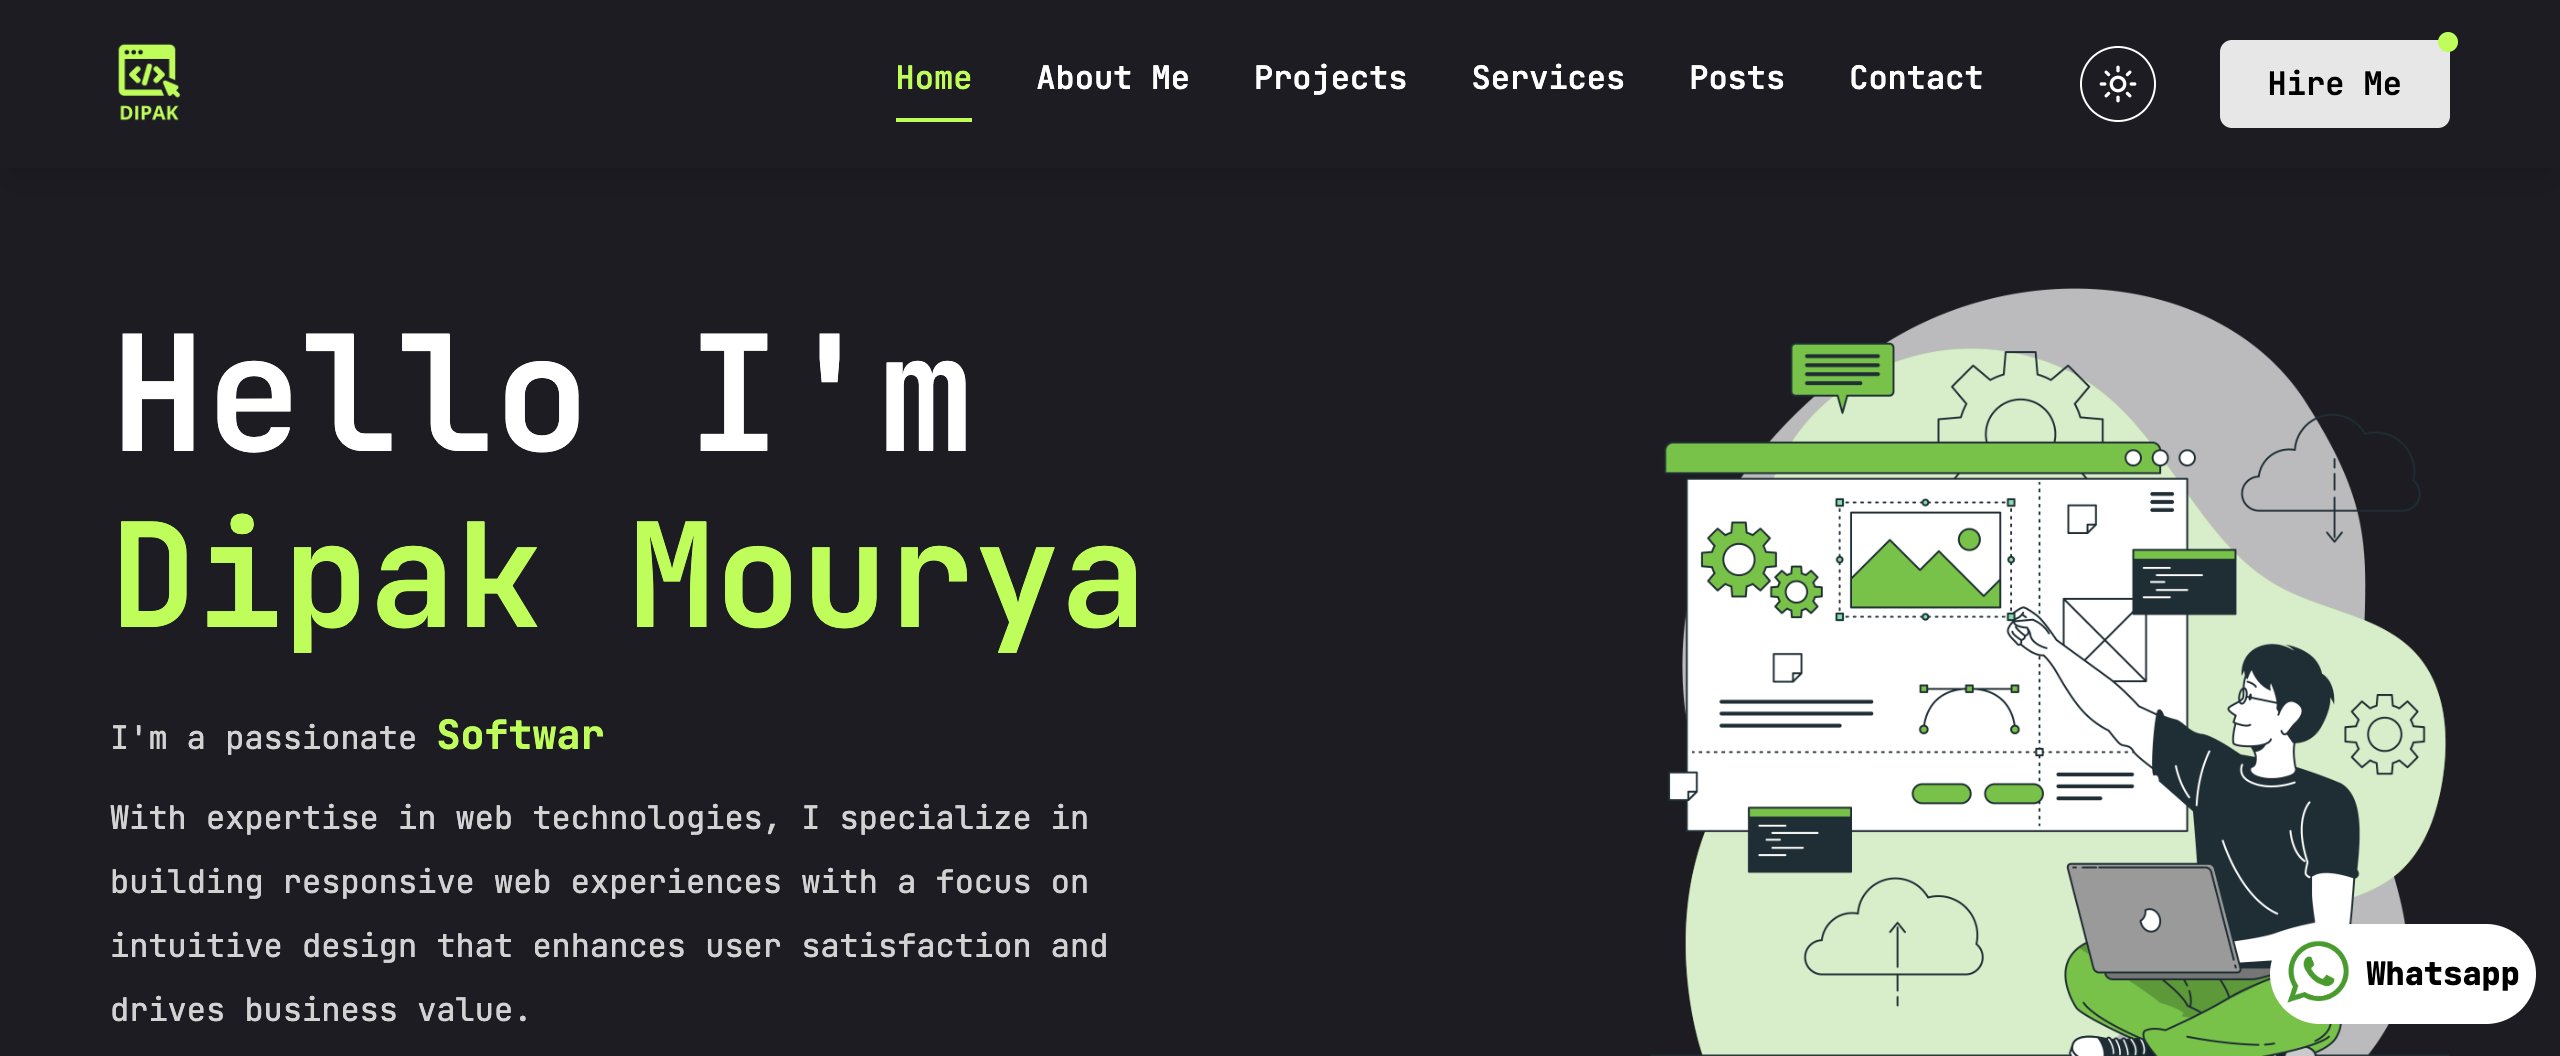 DIPAK
Home About Me Projects Services Posts Contact Hire Me
Hello I'm
Dipak Mourya
I'm a passionate Softwar
With expertise in web technologies, I specialize in
building responsive web experiences with a focus on
intuitive design that enhances user satisfaction and
drives business value.
Whatsapp